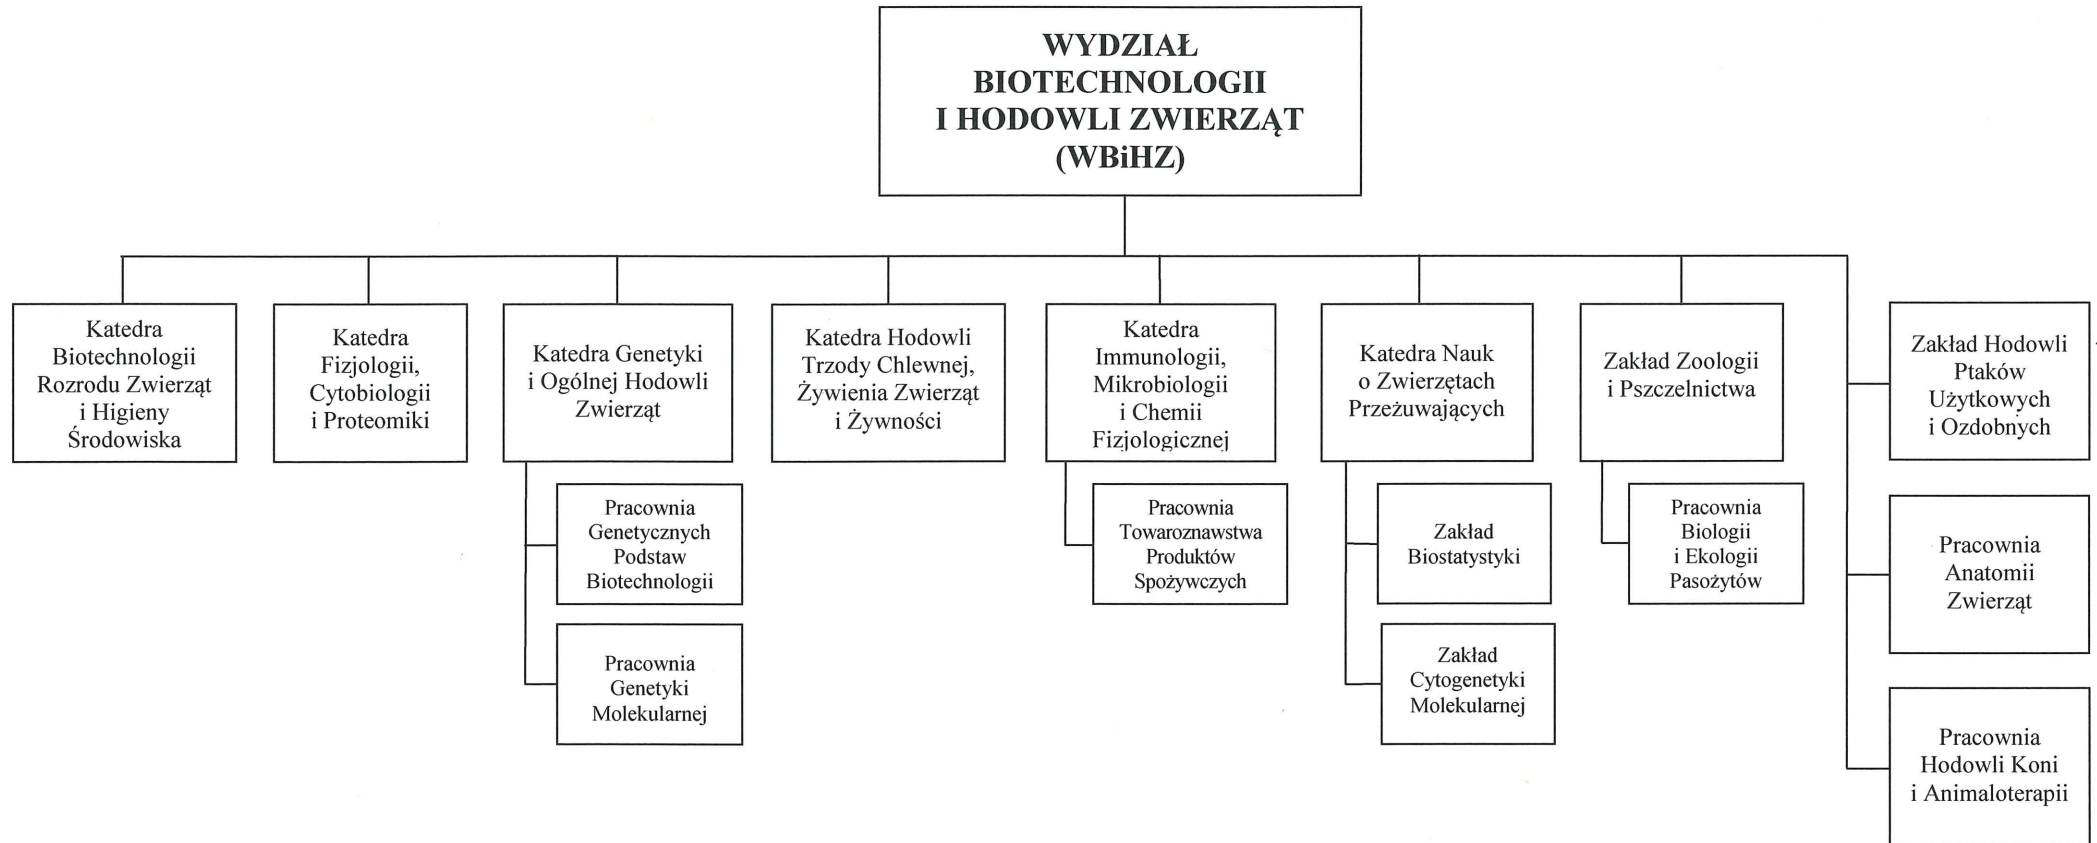 WYDZIAŁ
BIOTECHNOLOGII
I HODOWLI ZWIERZĄT
(WBiHZ)
Katedra
Biotechnologii
Rozrodu Zwierząt
i Higieny
Środowiska
Katedra
Fizjologii,
Cytobiologii
i Proteomiki
Katedra Genetyki
i Ogólnej Hodowli
Zwierząt
Katedra Hodowli
Trzody Chlewnej,
Żywienia Zwierząt
i Żywności
Katedra
Immunologii,
Mikrobiologii
i Chemii
Fizjologicznej
Katedra Nauk
o Zwierzętach
Przeżuwających
Zakład Zoologii
i Pszczelnictwa
Zakład Hodowli
Ptaków
Użytkowych
i Ozdobnych
Pracownia
Genetycznych
Podstaw
Biotechnologii
Pracownia
Towaroznawstwa
Produktów
Spożywczych
Zakład
Biostatystyki
Pracownia
Biologii
i Ekologii
Pasożytów
Pracownia
Anatomii
Zwierząt
Pracownia
Genetyki
Molekularnej
Zakład
Cytogenetyki
Molekularnej
Pracownia
Hodowli Koni
i Animaloterapii